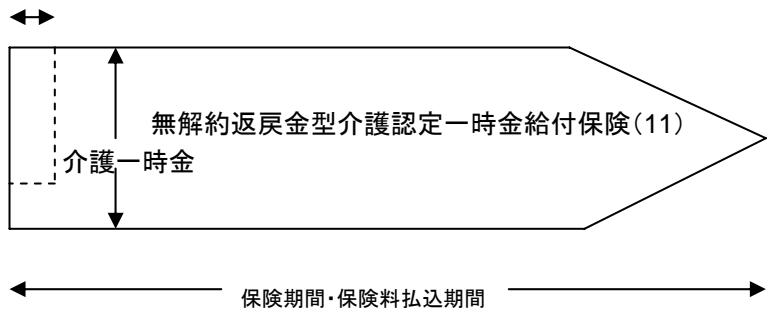 無解約返戻金型介護認定一時金給付保険(11)
介護一時金
保険期間・保険料払込期間